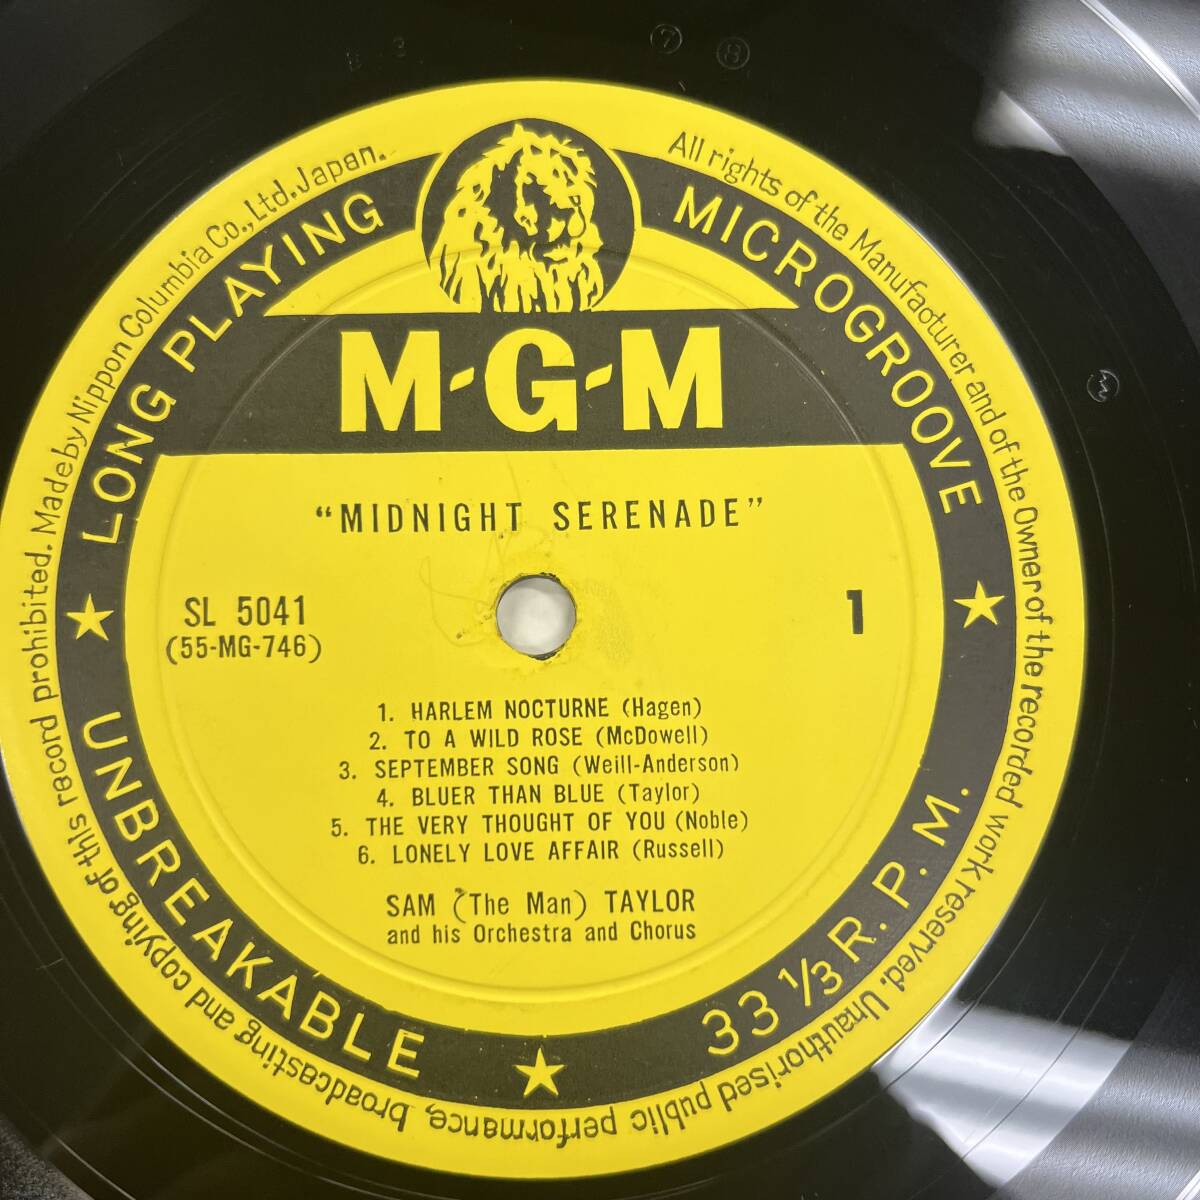 All rights of the Manufacturer and of the Owner of the recorded work reserved. Unauthorised public performance, broadcasting and copying of this record prohibited. Made by Nippon Columbia Co., Ltd. Japan.
LONG PLAYING
MICROGROOVE
M-G-M
"MIDNIGHT SERENADE"
SL 5041
(55-MG-746)
1
1. HARLEM NOCTURNE (Hagen)
2. TO A WILD ROSE (McDowell)
3. SEPTEMBER SONG (Weill-Anderson)
4. BLUER THAN BLUE (Taylor)
5. THE VERY THOUGHT OF YOU (Noble)
6. LONELY LOVE AFFAIR (Russell)
SAM (The Man) TAYLOR
and his Orchestra and Chorus
UNBREAKABLE
33 1/3 R.P.M.
7
8